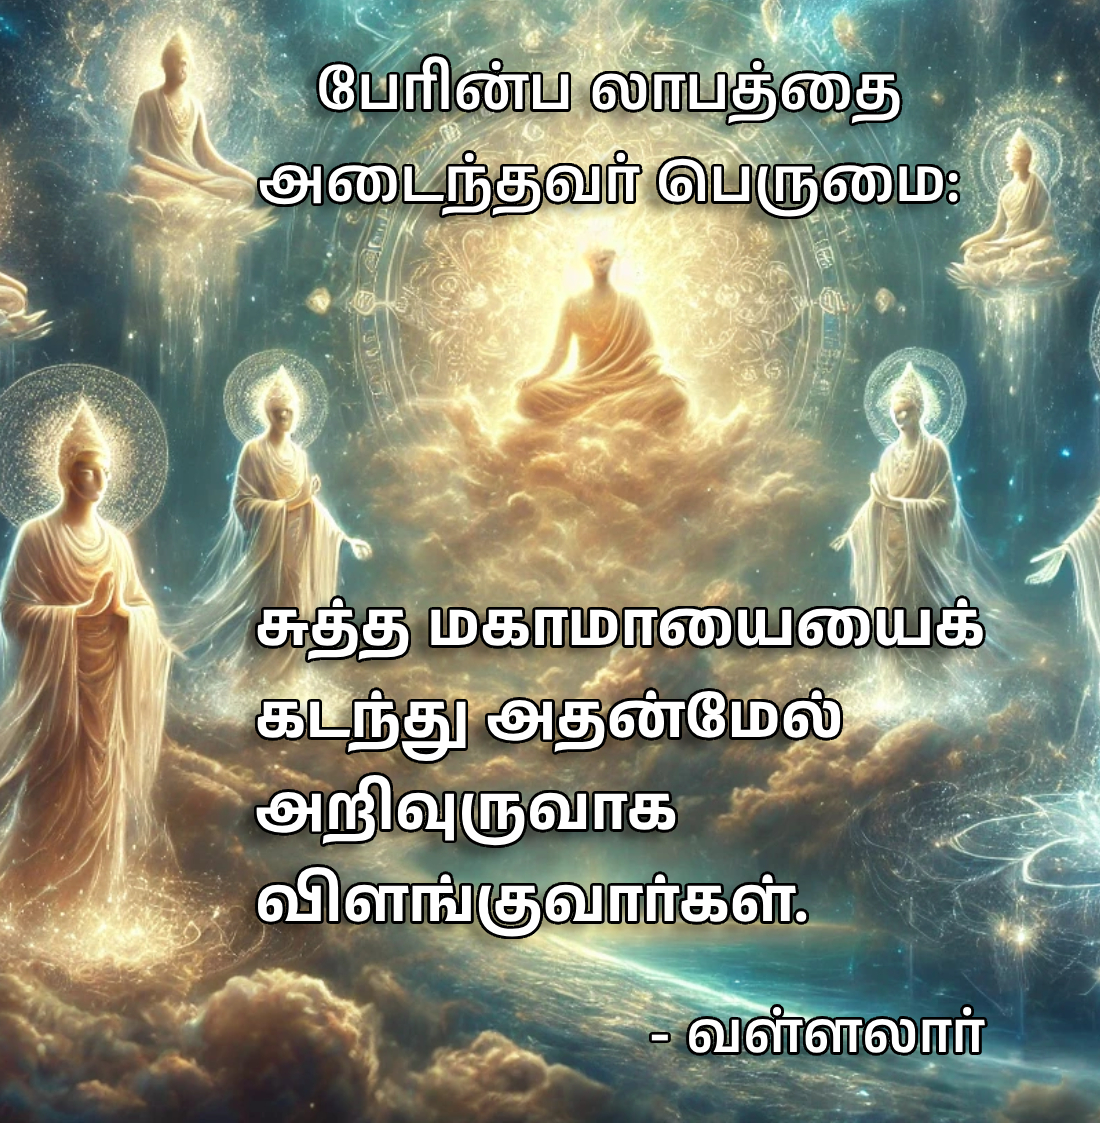 பேரின்ப லாபத்தை
அடைந்தவர் பெருமை:
சுத்த மகாமாயையைக்
கடந்து அதன்மேல்
அறிவுருவாக
விளங்குவார்கள்.
- வள்ளலார்